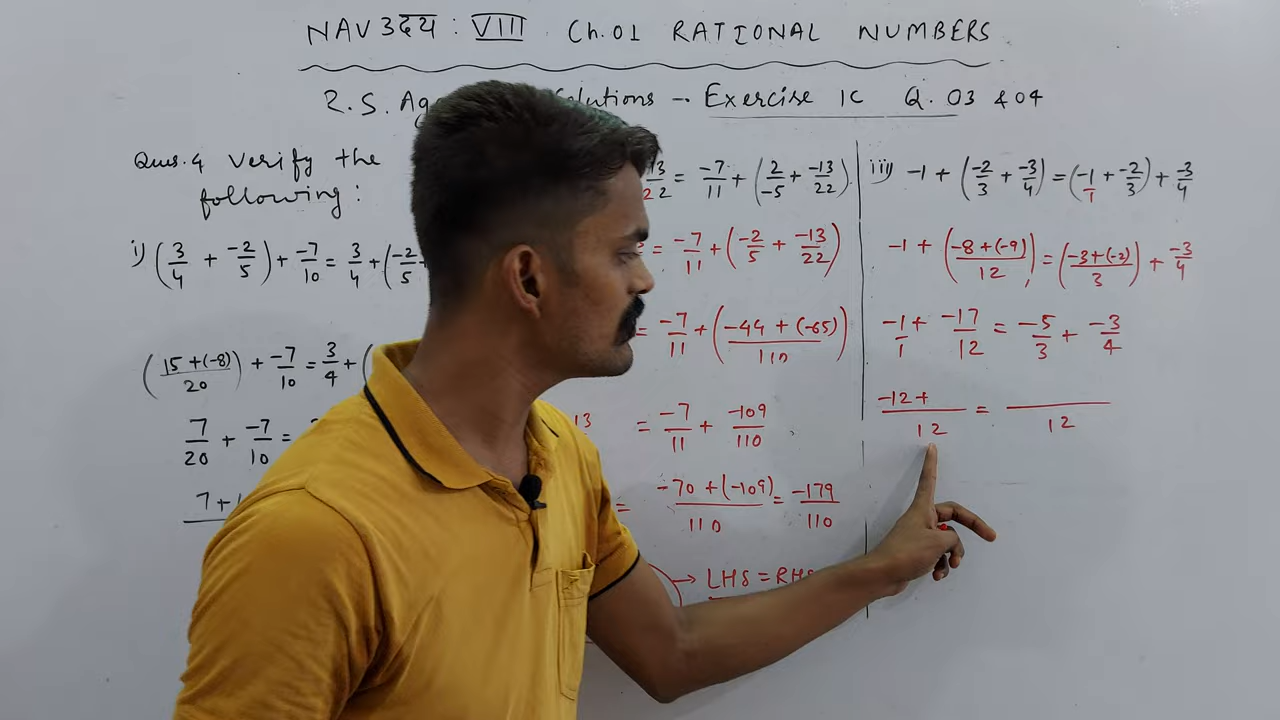 NAV उदय : VIII Ch.01 RATIONAL NUMBERS
R.S. Solutions - Exercise 1C Q. 03 & 04
Ques.4 Verify the
following:
i) (3/4 + -2/5) + -7/10 = 3/4 + (-2/5
(15+(-8)/20) + -7/10 = 3/4 + (
7/20 + -7/10 =
7+
-13/22 = -7/11 + (2/-5 + -13/22)
= -7/11 + (-2/5 + -13/22)
= -7/11 + (-44 + (-65)/110)
13 = -7/11 + -109/110
= -70 + (-109)/110 = -179/110
→ LHS = RHS
iii) -1 + (-2/3 + -3/4) = (-1/1 + -2/3) + -3/4
-1 + (-8+(-9)/12) = (-3+(-2)/3) + -3/4
-1/1 + -17/12 = -5/3 + -3/4
-12+ /12 = /12